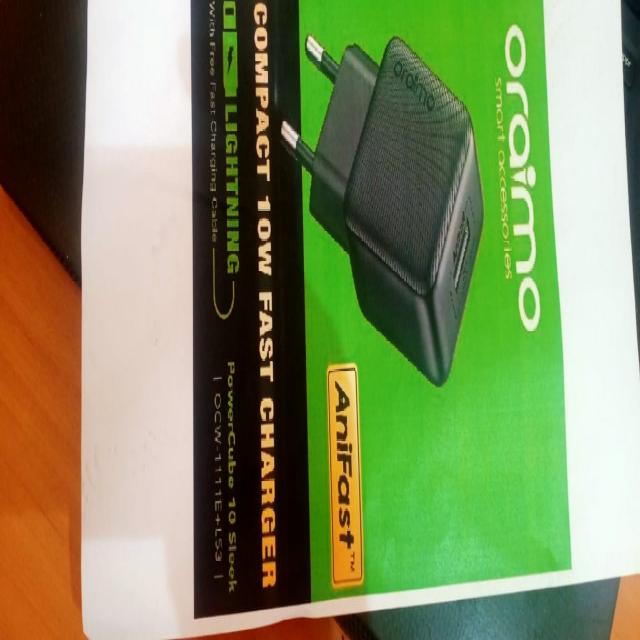 oraimo
smart accessories
oraimo
AniFast™
COMPACT 10W FAST CHARGER
LIGHTNING
With Free Fast Charging Cable
PowerCube 10 Sleek
| OCW-1111E+L53 |